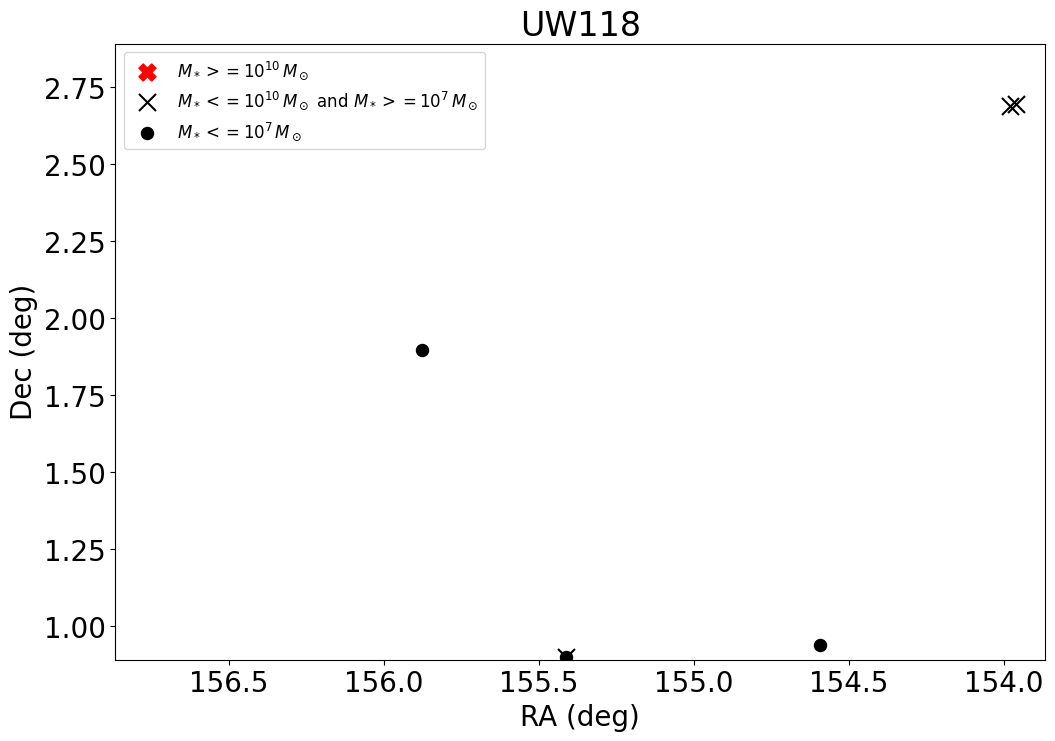 UW118
M* >= 10^10 M⊙
M* <= 10^10 M⊙ and M* >= 10^7 M⊙
M* <= 10^7 M⊙
2.75
2.50
2.25
2.00
1.75
1.50
1.25
1.00
Dec (deg)
156.5 156.0 155.5 155.0 154.5 154.0
RA (deg)